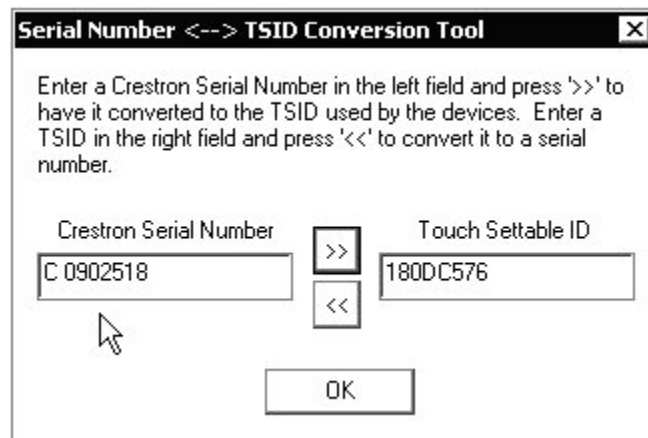 Serial Number <--> TSID Conversion Tool
Enter a Crestron Serial Number in the left field and press '>>' to
have it converted to the TSID used by the devices.  Enter a
TSID in the right field and press '<<' to convert it to a serial
number.
Crestron Serial Number
>>
Touch Settable ID
C 0902518
180DC576
<<
OK